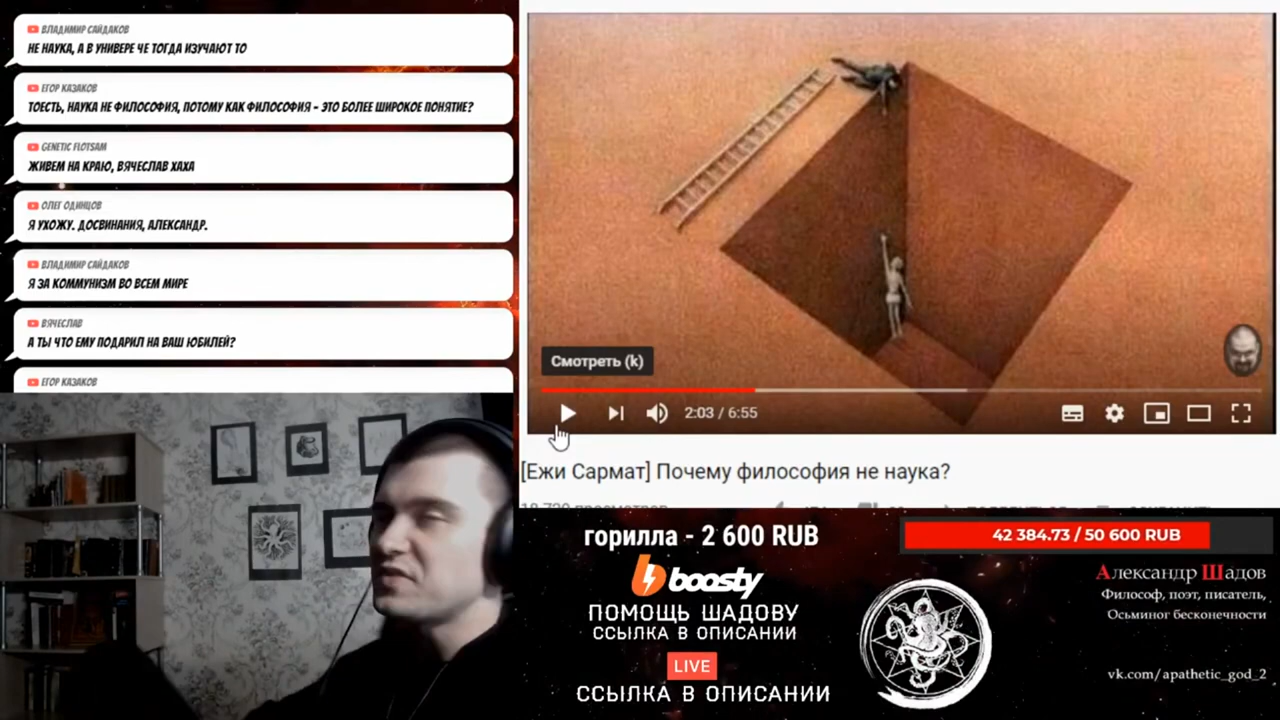 ВЛАДИМИР САЙДАКОВ
НЕ НАУКА, А В УНИВЕРЕ ЧЕ ТОГДА ИЗУЧАЮТ ТО
ЕГОР КАЗАКОВ
ТОЕСТЬ, НАУКА НЕ ФИЛОСОФИЯ, ПОТОМУ КАК ФИЛОСОФИЯ - ЭТО БОЛЕЕ ШИРОКОЕ ПОНЯТИЕ?
GENETIC FLOTSAM
ЖИВЕМ НА КРАЮ, ВЯЧЕСЛАВ ХАХА
ОЛЕГ ОДИНЦОВ
Я УХОЖУ. ДОСВИНАНИЯ, АЛЕКСАНДР.
ВЛАДИМИР САЙДАКОВ
Я ЗА КОММУНИЗМ ВО ВСЕМ МИРЕ
ВЯЧЕСЛАВ
А ТЫ ЧТО ЕМУ ПОДАРИЛ НА ВАШ ЮБИЛЕЙ?
ЕГОР КАЗАКОВ
Смотреть (k)
2:03 / 6:55
[Ежи Сармат] Почему философия не наука?
горилла - 2 600 RUB
boosty
ПОМОЩЬ ШАДОВУ
ССЫЛКА В ОПИСАНИИ
LIVE
ССЫЛКА В ОПИСАНИИ
42 384.73 / 50 600 RUB
Александр Шадов
Философ, поэт, писатель,
Осьминог бесконечности
vk.com/apathetic_god_2